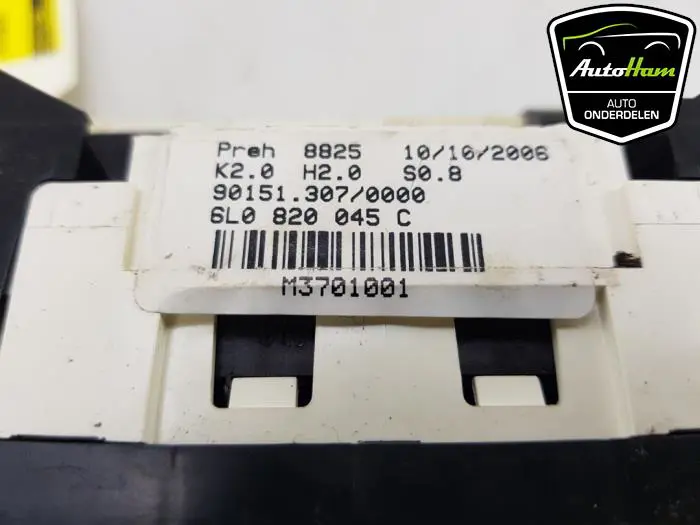 AutoHam
AUTO
ONDERDELEN
Preh 8825 10/16/2006
K2.0 H2.0 S0.8
90151.307/0000
6L0 820 045 C
M3701001